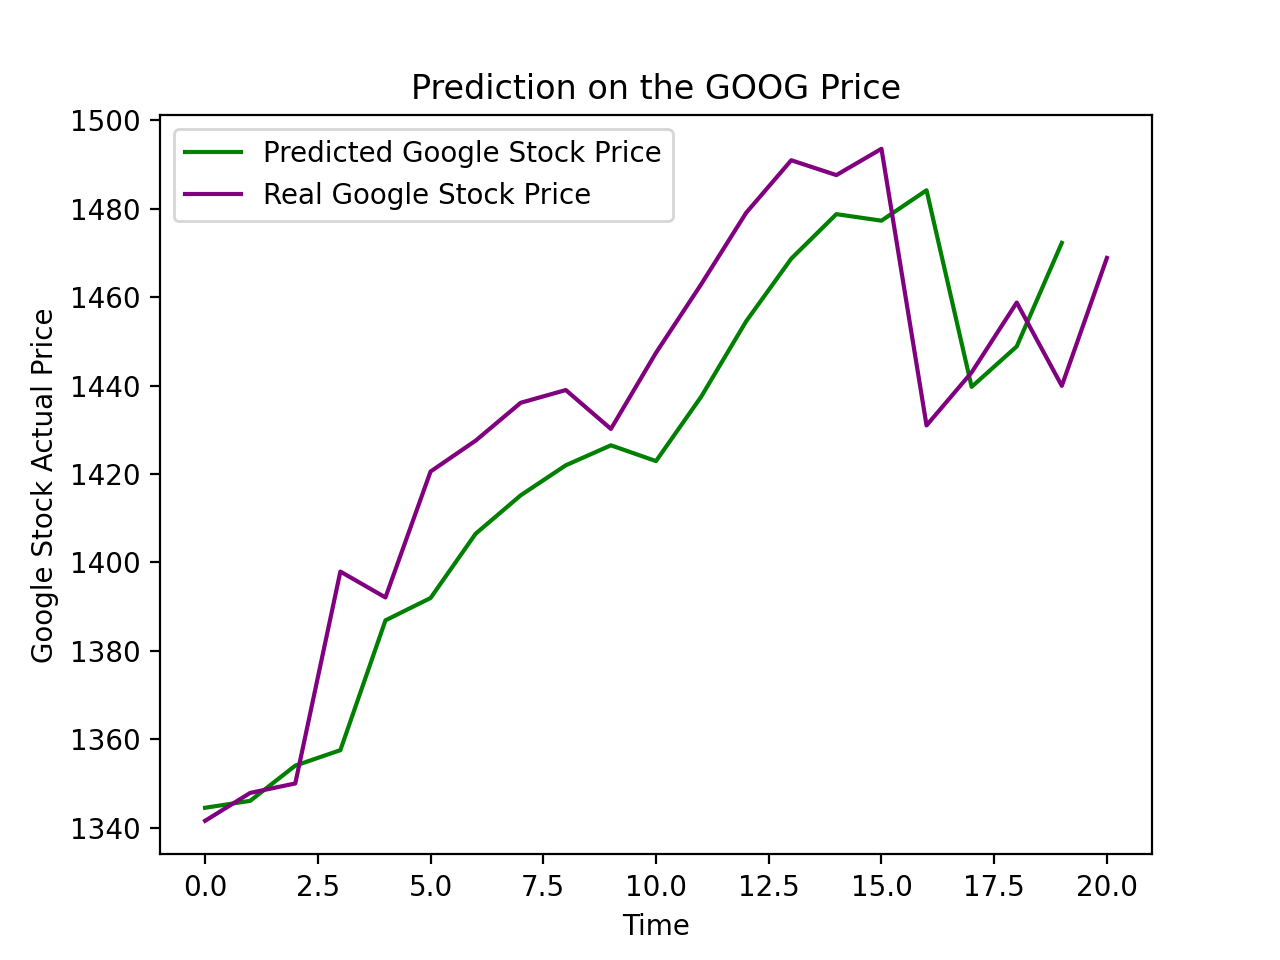 Prediction on the GOOG Price
Predicted Google Stock Price
Real Google Stock Price
Google Stock Actual Price
1500
1480
1460
1440
1420
1400
1380
1360
1340
0.0 2.5 5.0 7.5 10.0 12.5 15.0 17.5 20.0
Time